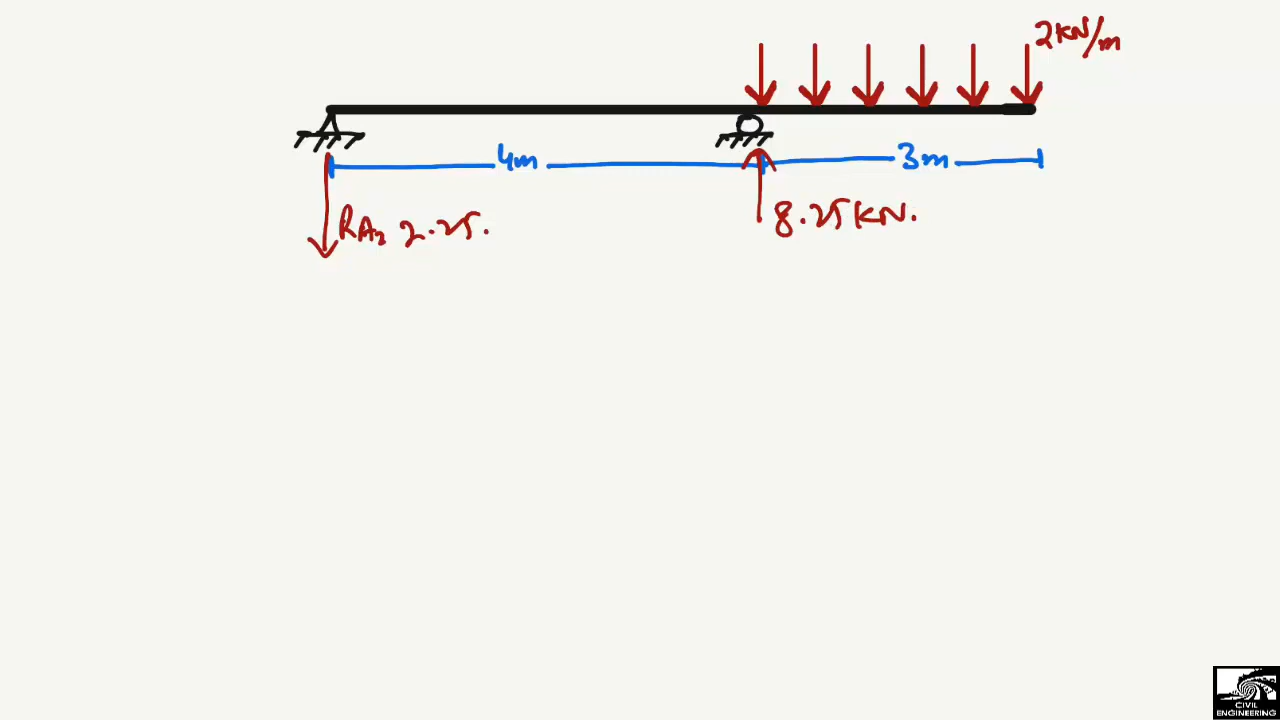 2KN/m
4m
3m
RA= 2.25.
8.25KN.
CIVIL
ENGINEERING